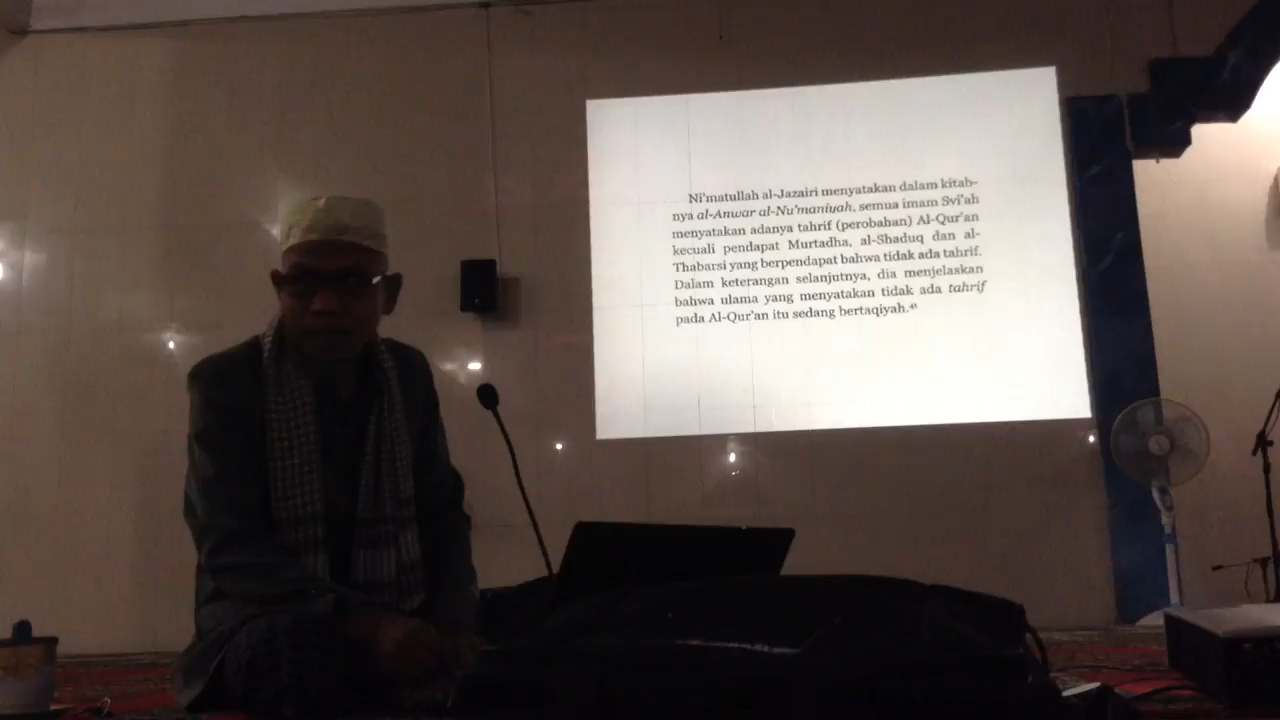 Ni'matullah al-Jazairi menyatakan dalam kitab-
nya al-Anwar al-Nu'maniyah, semua imam Syi'ah
menyatakan adanya tahrif (perobahan) Al-Qur'an
kecuali pendapat Murtadha, al-Shaduq dan al-
Thabarsi yang berpendapat bahwa tidak ada tahrif.
Dalam keterangan selanjutnya, dia menjelaskan
bahwa ulama yang menyatakan tidak ada tahrif
pada Al-Qur'an itu sedang bertaqiyah.